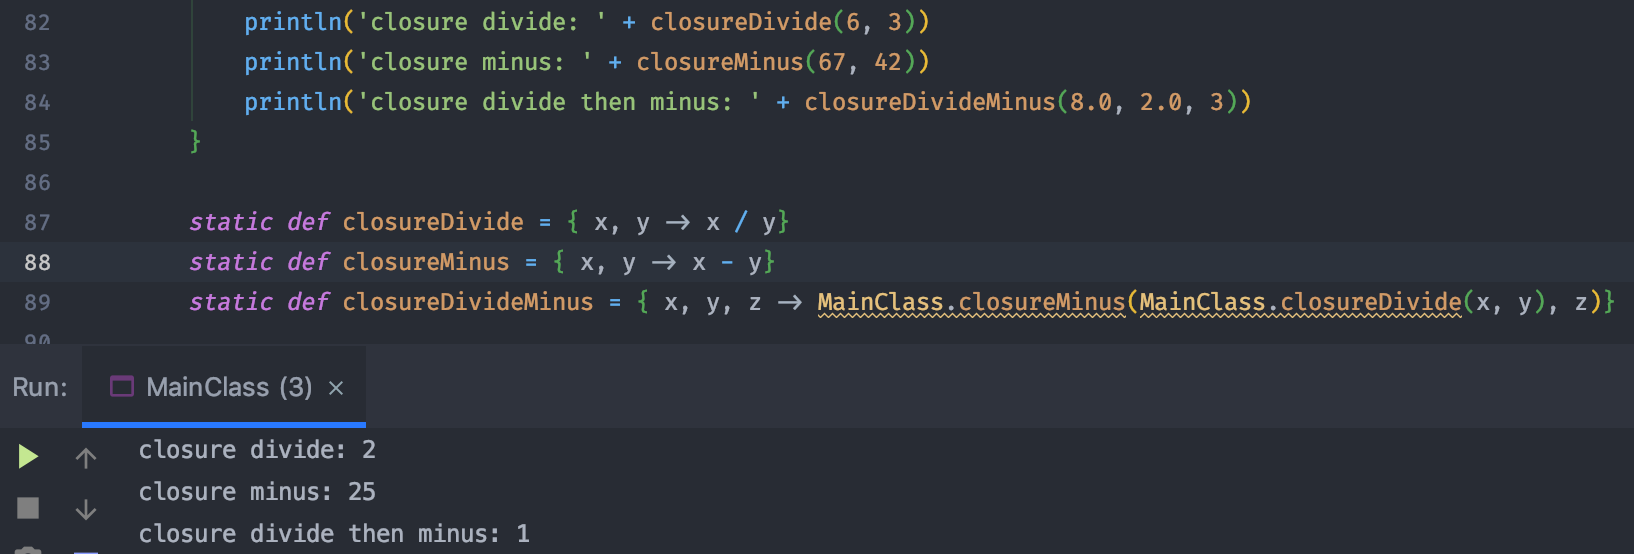 82 println('closure divide: ' + closureDivide(6, 3))
83 println('closure minus: ' + closureMinus(67, 42))
84 println('closure divide then minus: ' + closureDivideMinus(8.0, 2.0, 3))
85 }
86
87 static def closureDivide = { x, y → x / y}
88 static def closureMinus = { x, y → x - y}
89 static def closureDivideMinus = { x, y, z → MainClass.closureMinus(MainClass.closureDivide(x, y), z)}
90
Run: MainClass (3) ×
closure divide: 2
closure minus: 25
closure divide then minus: 1